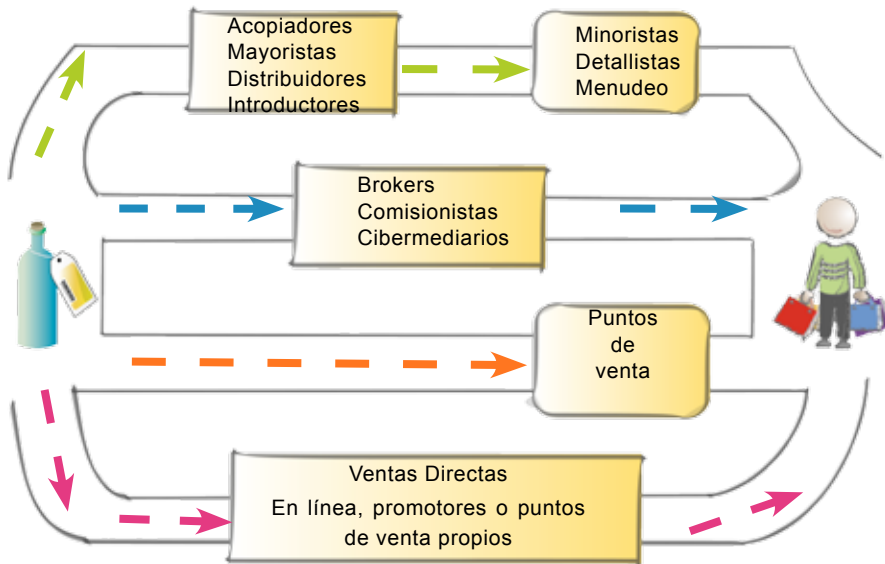 Acopiadores
Mayoristas
Distribuidores
Introductores
Minoristas
Detallistas
Menudeo
Brokers
Comisionistas
Cibermediarios
Puntos
de
venta
Ventas Directas
En línea, promotores o puntos
de venta propios